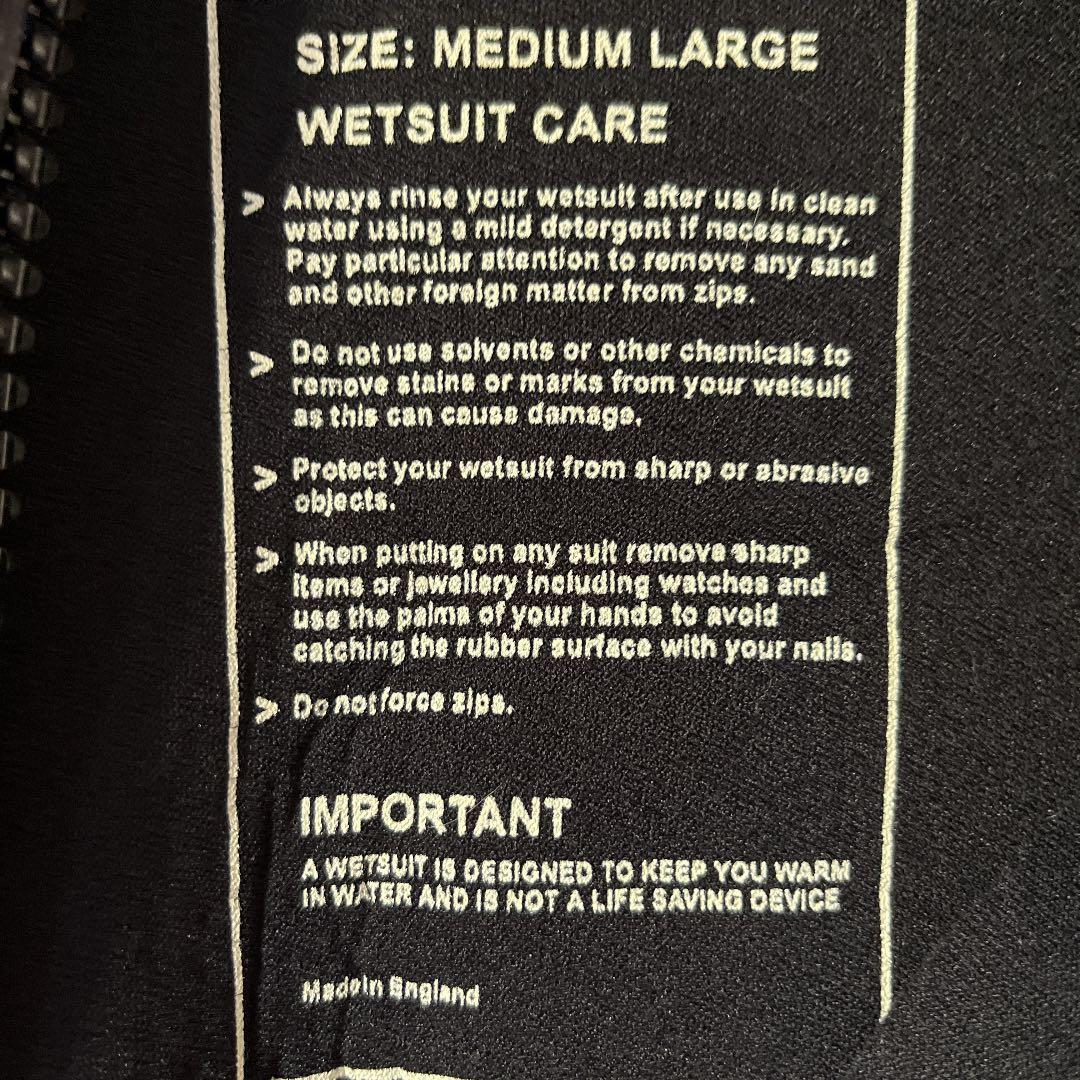 SIZE: MEDIUM LARGE
WETSUIT CARE
> Always rinse your wetsuit after use in clean
water using a mild detergent if necessary.
Pay particular attention to remove any sand
and other foreign matter from zips.
> Do not use solvents or other chemicals to
remove stains or marks from your wetsuit
as this can cause damage.
> Protect your wetsuit from sharp or abrasive
objects.
> When putting on any suit remove sharp
items or jewellery including watches and
use the palms of your hands to avoid
catching the rubber surface with your nails.
> Do not force zips.
IMPORTANT
A WETSUIT IS DESIGNED TO KEEP YOU WARM
IN WATER AND IS NOT A LIFE SAVING DEVICE
Made in England